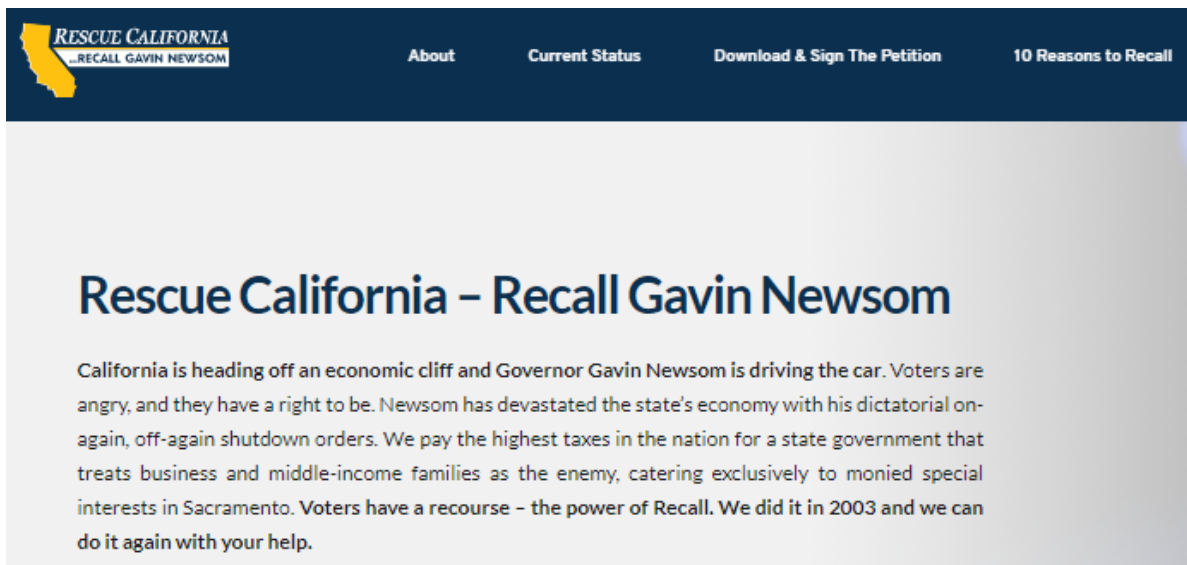 RESCUE CALIFORNIA
...RECALL GAVIN NEWSOM
About
Current Status
Download & Sign The Petition
10 Reasons to Recall
Rescue California – Recall Gavin Newsom
California is heading off an economic cliff and Governor Gavin Newsom is driving the car. Voters are
angry, and they have a right to be. Newsom has devastated the state's economy with his dictatorial on-
again, off-again shutdown orders. We pay the highest taxes in the nation for a state government that
treats business and middle-income families as the enemy, catering exclusively to monied special
interests in Sacramento. Voters have a recourse – the power of Recall. We did it in 2003 and we can
do it again with your help.